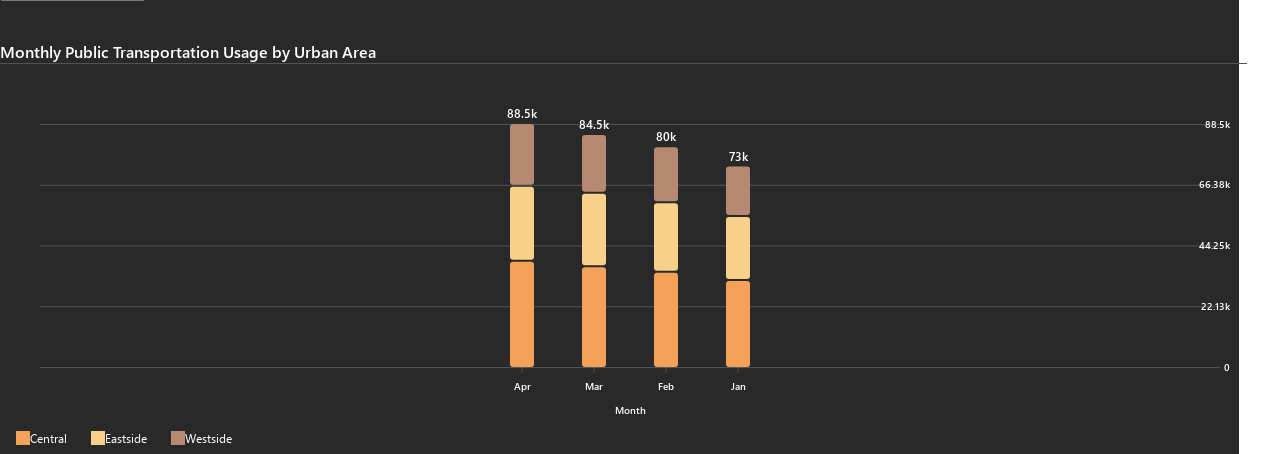 Monthly Public Transportation Usage by Urban Area
88.5k
84.5k
80k
73k
88.5k
66.38k
44.25k
22.13k
0
Apr Mar Feb Jan
Month
Central Eastside Westside